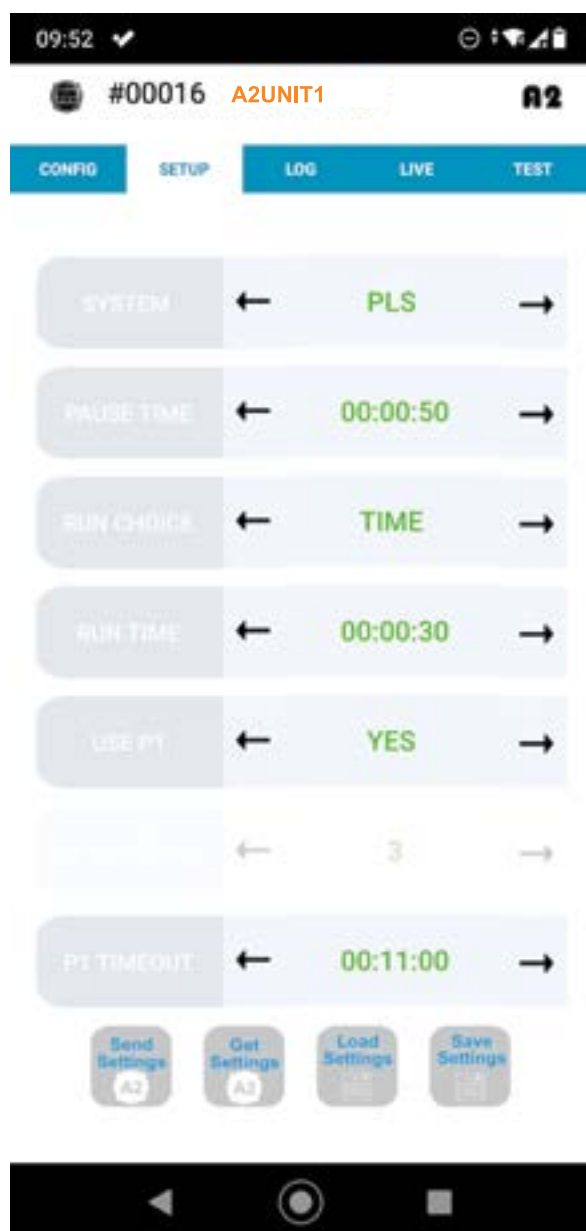 09:52
#00016 A2UNIT1 A2
CONFIG SETUP LOG LIVE TEST
SYSTEM ← PLS →
PAUSE TIME ← 00:00:50 →
RUN CHOICE ← TIME →
RUN TIME ← 00:00:30 →
USE P1 ← YES →
← 3 →
P1 TIMEOUT ← 00:11:00 →
Send Settings A2
Get Settings A2
Load Settings
Save Settings